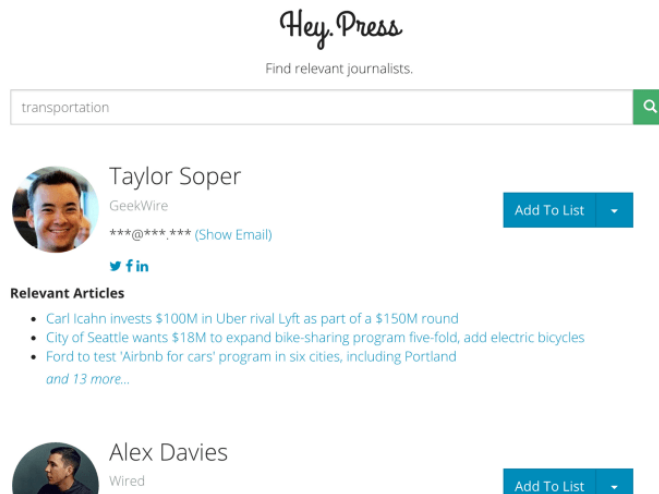 Hey.Press
Find relevant journalists.
transportation
Taylor Soper
GeekWire
Add To List
***@***.*** (Show Email)
Relevant Articles
Carl Icahn invests $100M in Uber rival Lyft as part of a $150M round
City of Seattle wants $18M to expand bike-sharing program five-fold, add electric bicycles
Ford to test 'Airbnb for cars' program in six cities, including Portland
and 13 more...
Alex Davies
Wired
Add To List